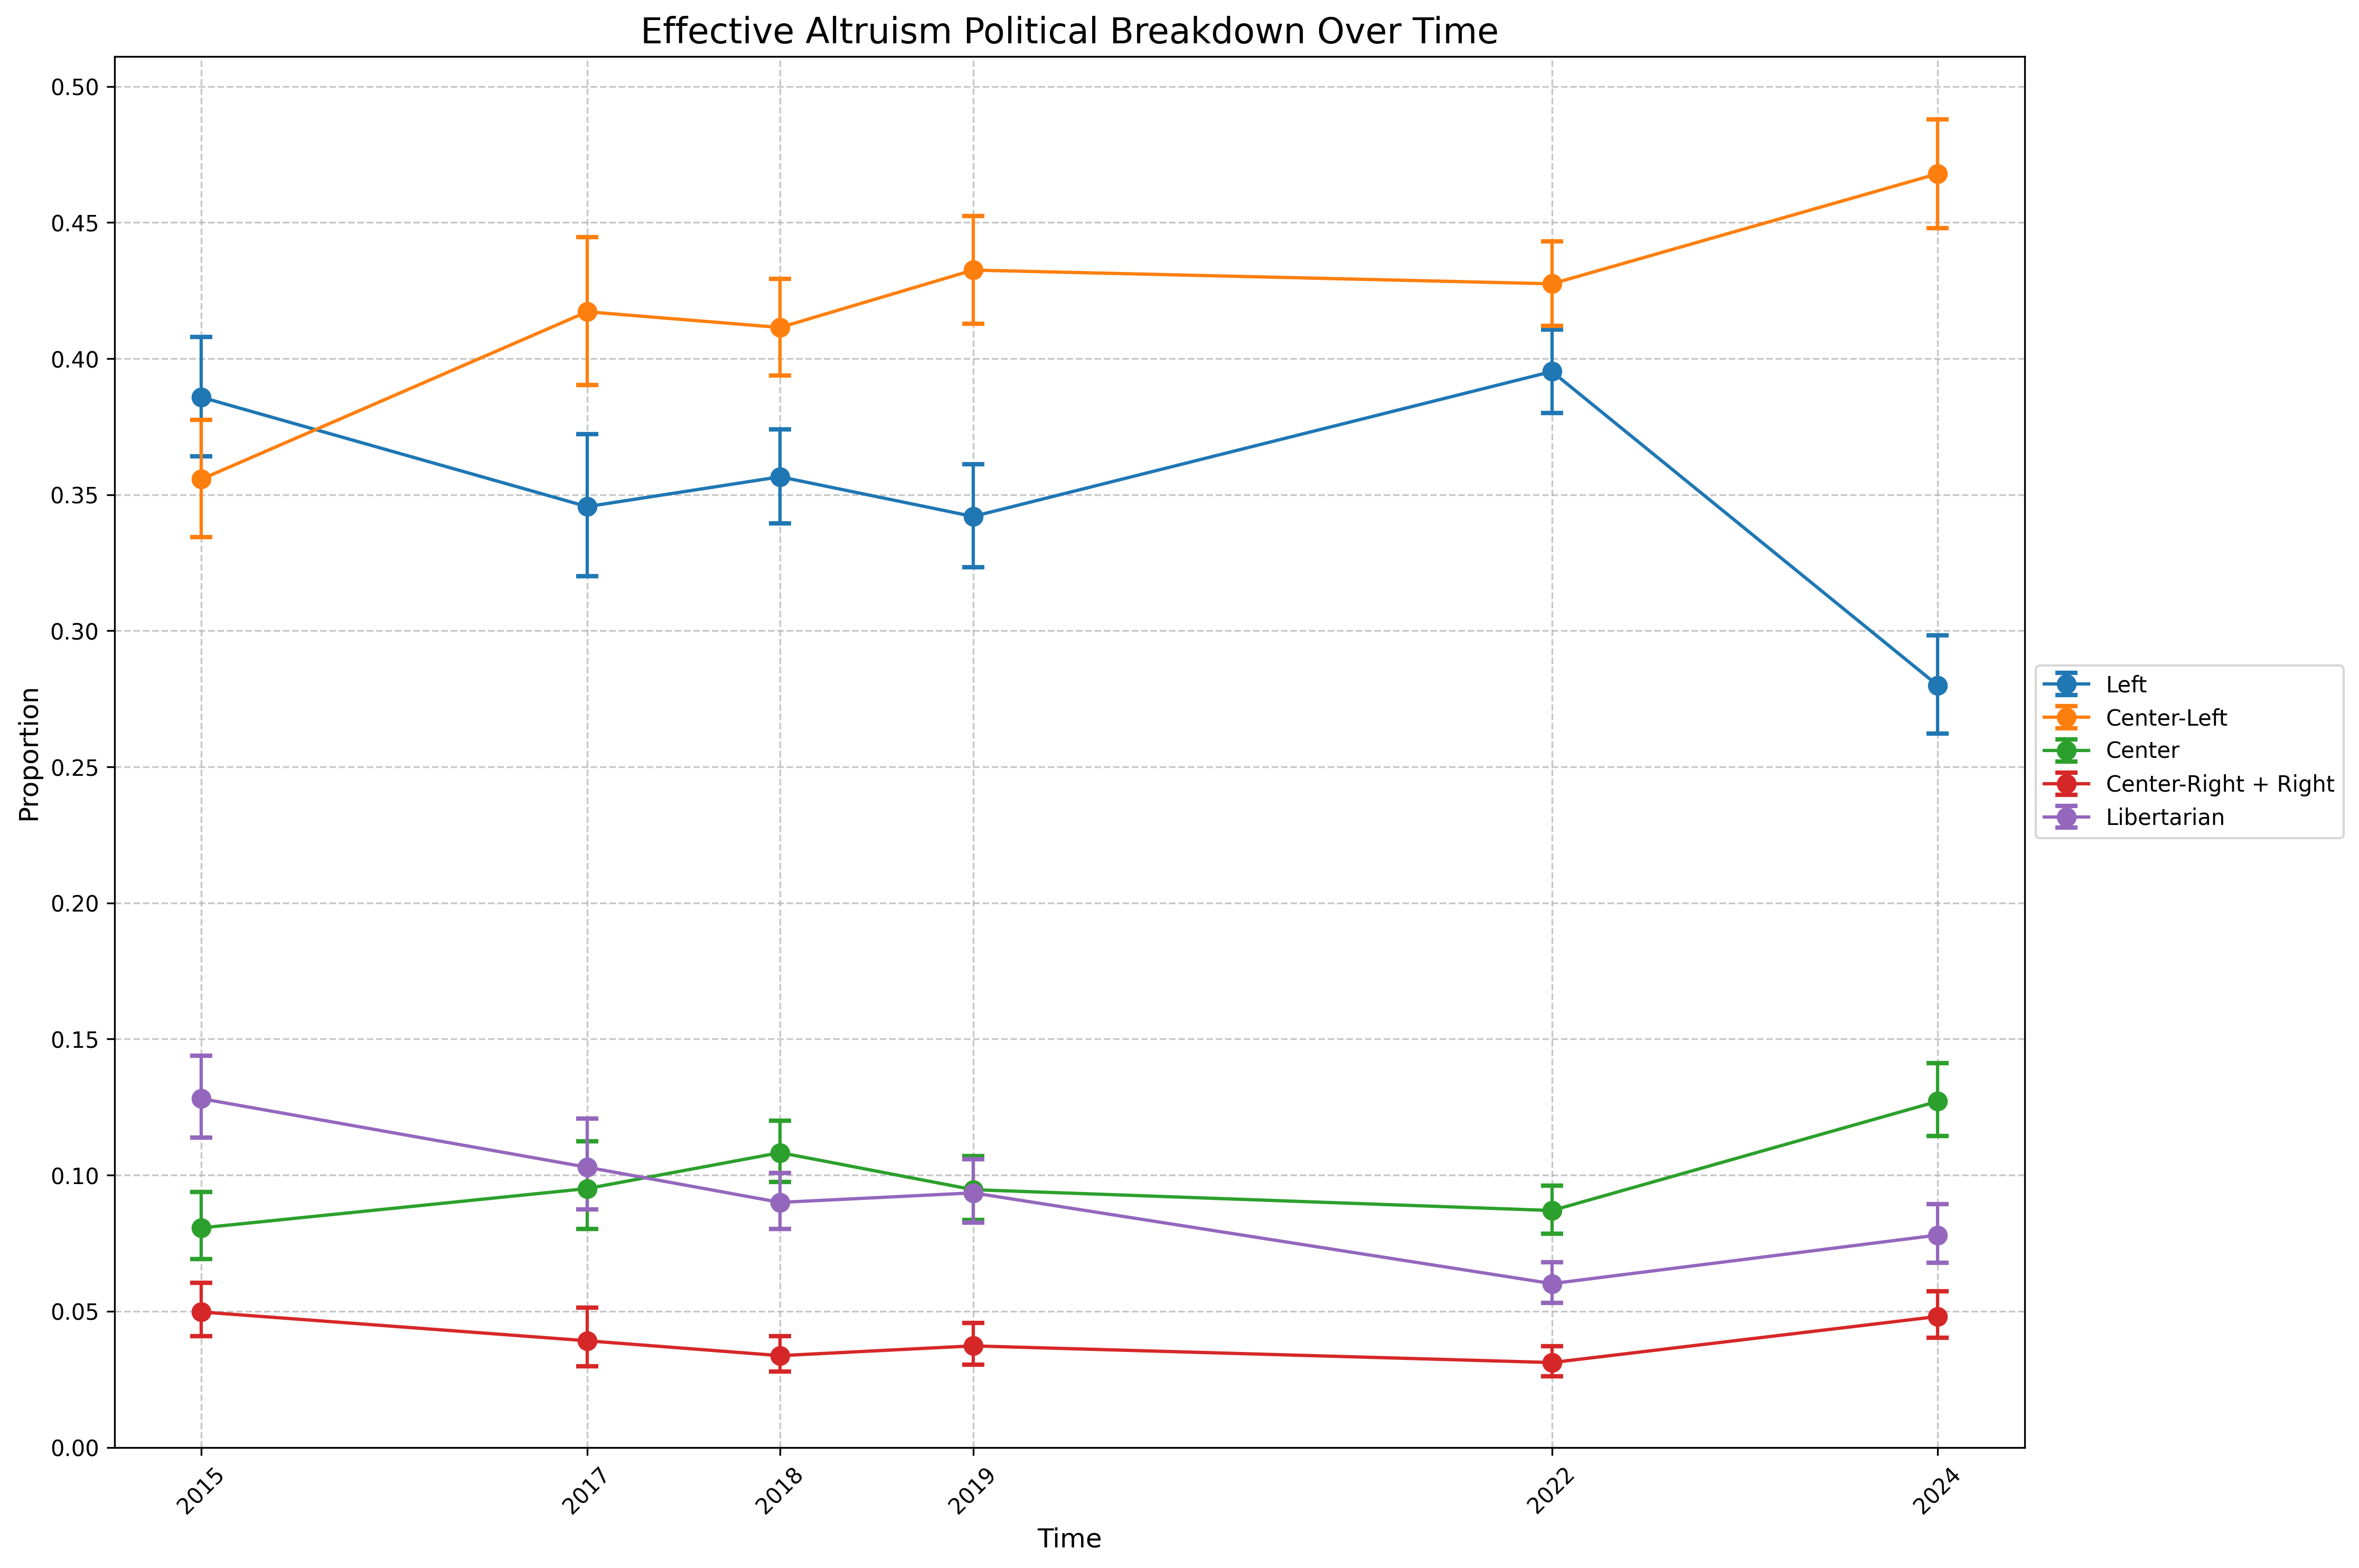 Effective Altruism Political Breakdown Over Time
Proportion
0.50
0.45
0.40
0.35
0.30
0.25
0.20
0.15
0.10
0.05
0.00
2015
2017
2018
2019
2022
2024
Time
Left
Center-Left
Center
Center-Right + Right
Libertarian